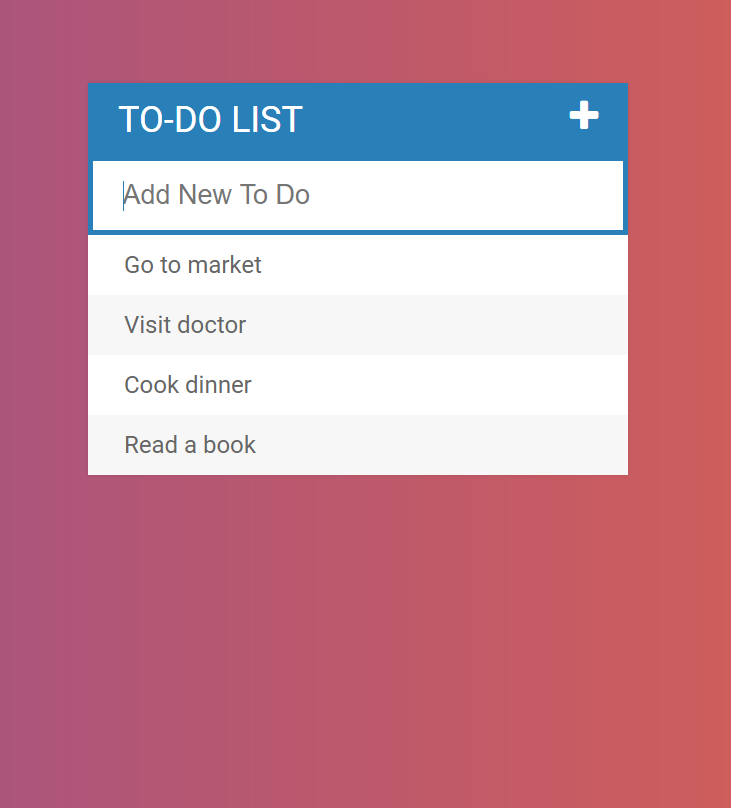 TO-DO LIST
Add New To Do
Go to market
Visit doctor
Cook dinner
Read a book